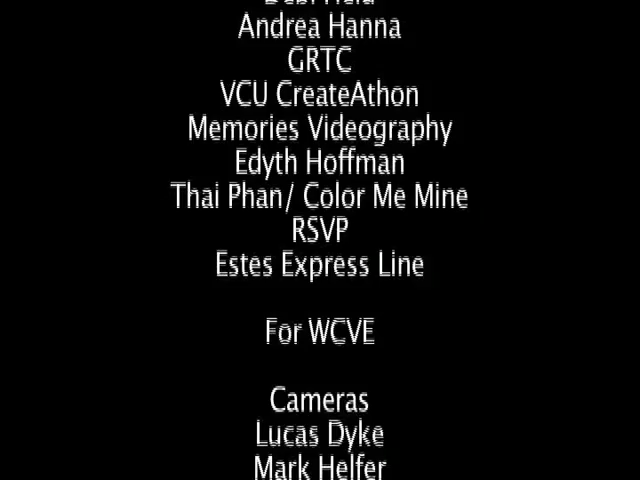 Andrea Hanna
GRTC
VCU CreateAthon
Memories Videography
Edyth Hoffman
Thai Phan/ Color Me Mine
RSVP
Estes Express Line
For WCVE
Cameras
Lucas Dyke
Mark Helfer